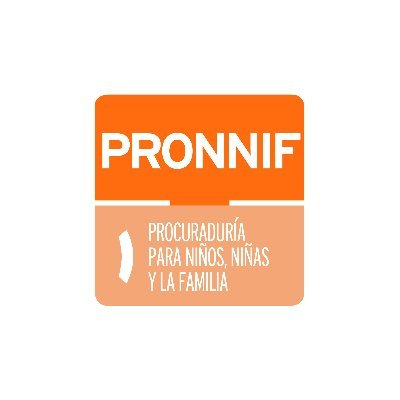 PRONNIF
PROCURADURÍA
PARA NIÑOS, NIÑAS
Y LA FAMILIA